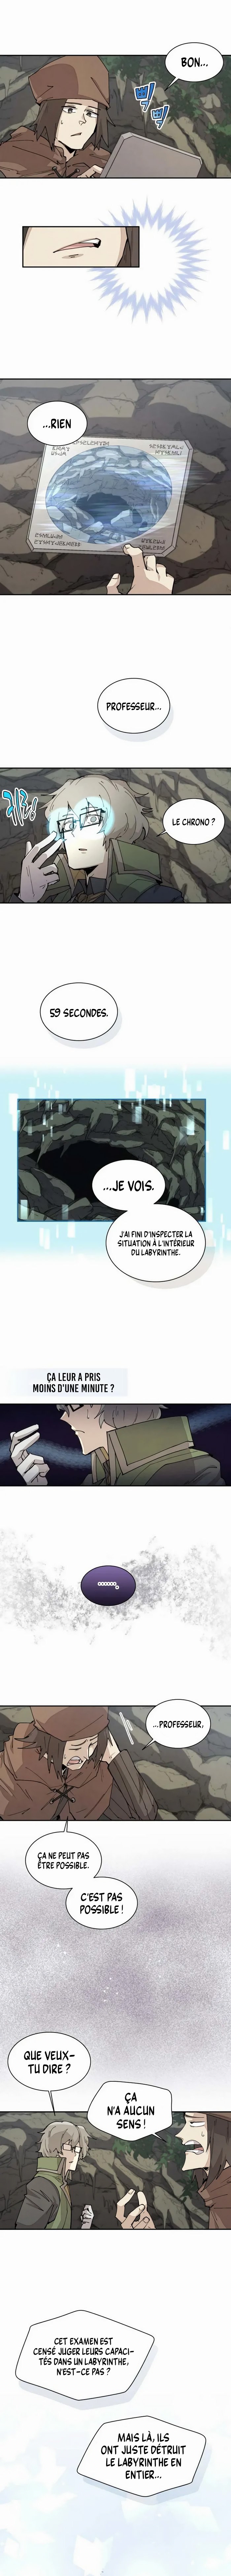 BON...
...RIEN
PROFESSEUR...
LE CHRONO ?
59 SECONDES.
...JE VOIS.
J'AI FINI D'INSPECTER LA
SITUATION À L'INTÉRIEUR
DU LABYRINTHE.
ÇA LEUR A PRIS
MOINS D'UNE MINUTE ?
...PROFESSEUR,
ÇA NE PEUT PAS
ÊTRE POSSIBLE.
C'EST PAS
POSSIBLE !
QUE VEUX-
TU DIRE ?
ÇA
N'A AUCUN
SENS !
CET EXAMEN EST
CENSÉ JUGER LEURS CAPACI-
TÉS DANS UN LABYRINTHE,
N'EST-CE PAS ?
MAIS LÀ, ILS
ONT JUSTE DÉTRUIT
LE LABYRINTHE EN
ENTIER...